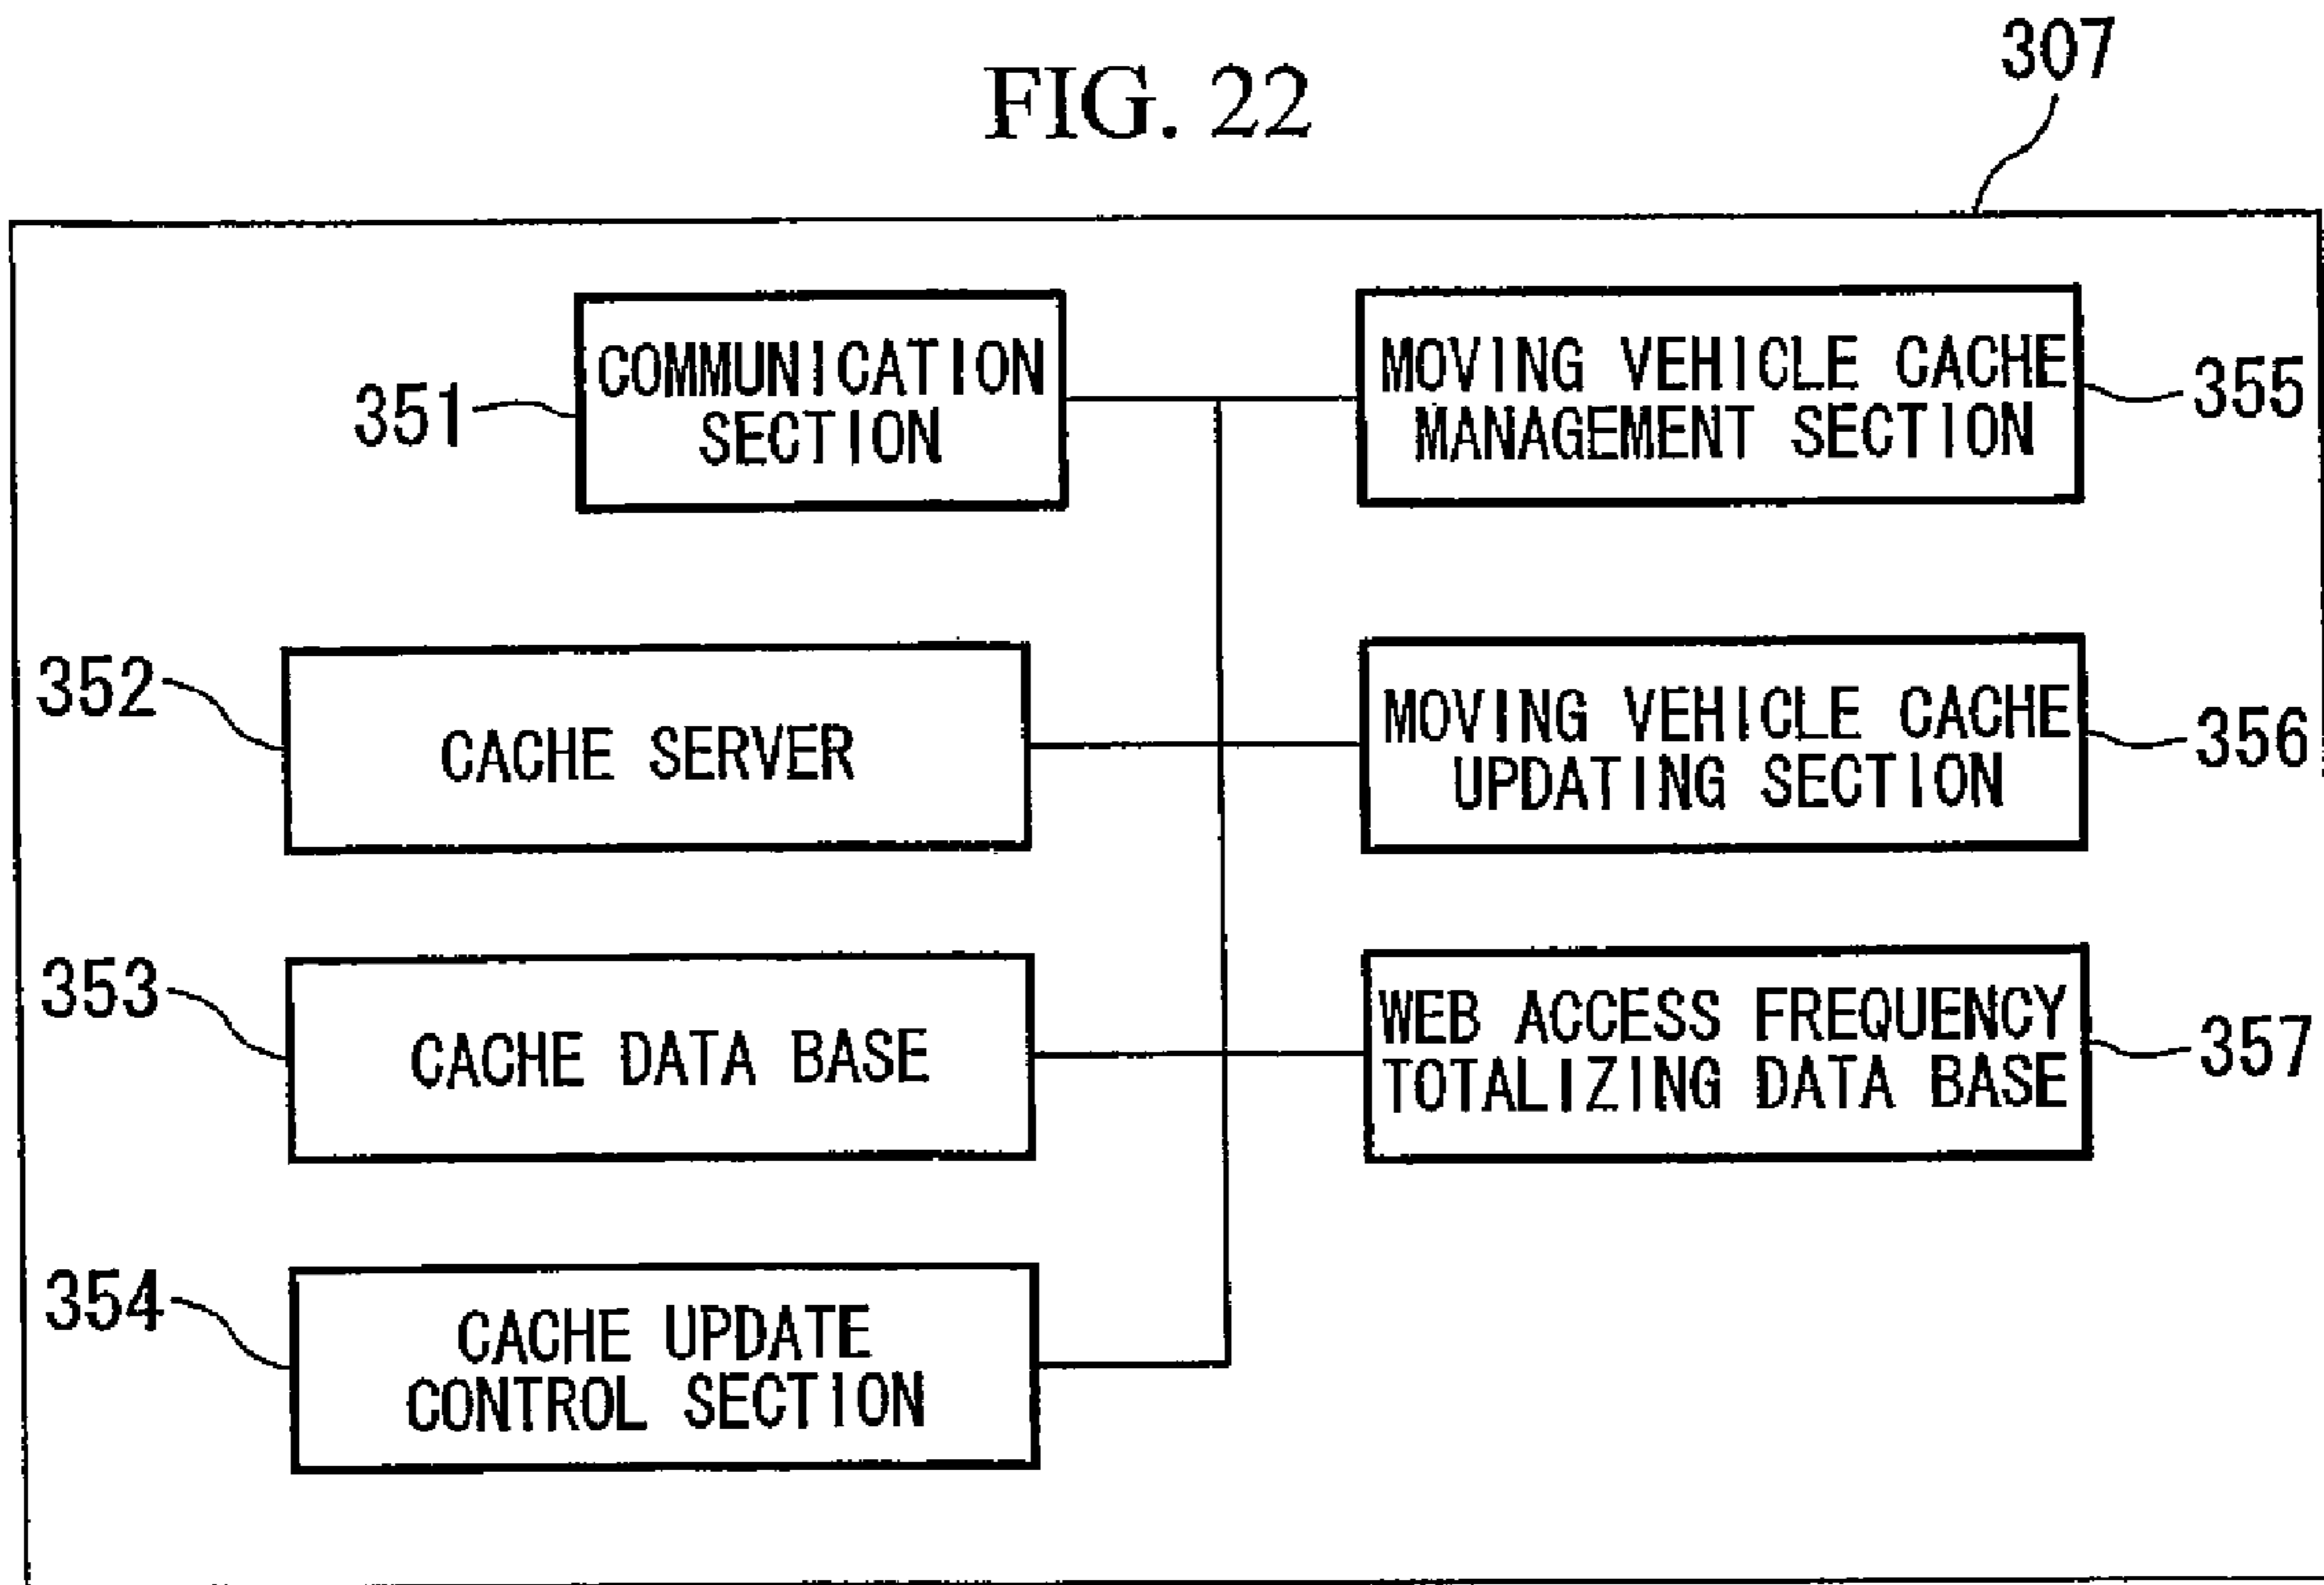 FIG. 22
307
COMMUNICATION
SECTION
351
MOVING VEHICLE CACHE
MANAGEMENT SECTION
355
352
CACHE SERVER
MOVING VEHICLE CACHE
UPDATING SECTION
356
353
CACHE DATA BASE
WEB ACCESS FREQUENCY
TOTALIZING DATA BASE
357
354
CACHE UPDATE
CONTROL SECTION